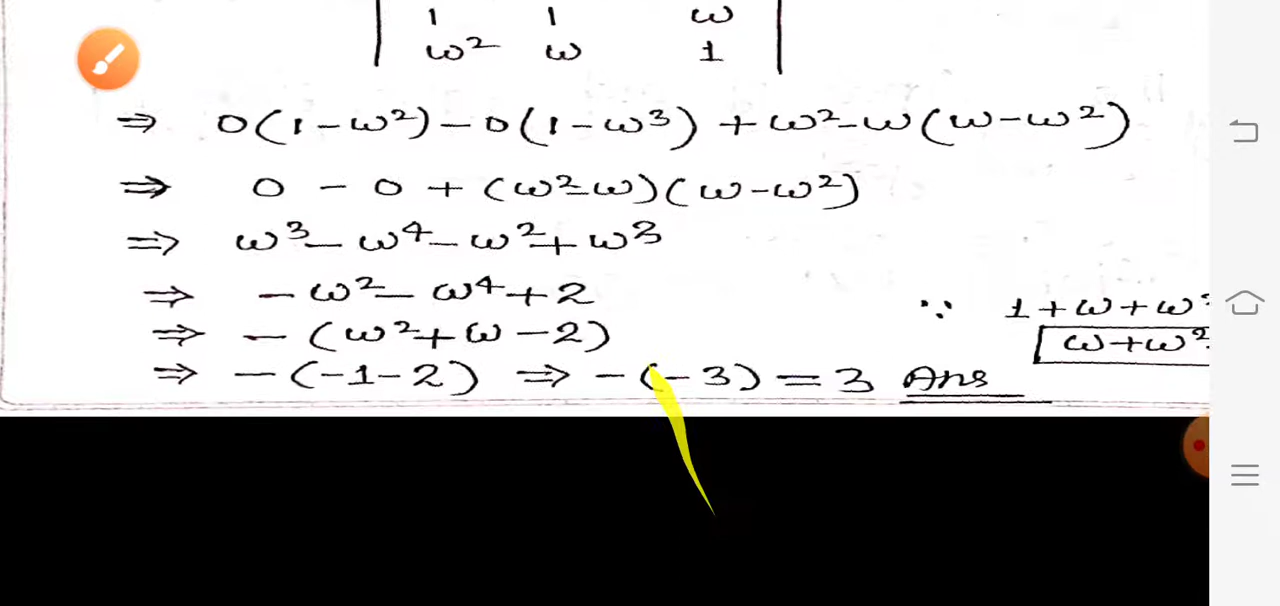 1 1 ω
ω² ω 1
⇒ 0(1-ω²)-0(1-ω³)+ω²-ω(ω-ω²)
⇒ 0 - 0 + (ω²-ω)(ω-ω²)
⇒ ω³-ω⁴-ω²+ω³
⇒ -ω²-ω⁴+2
∵ 1+ω+ω²
⇒ -(ω²+ω-2)
ω+ω²
⇒ -(-1-2) ⇒ -(-3) = 3 Ans